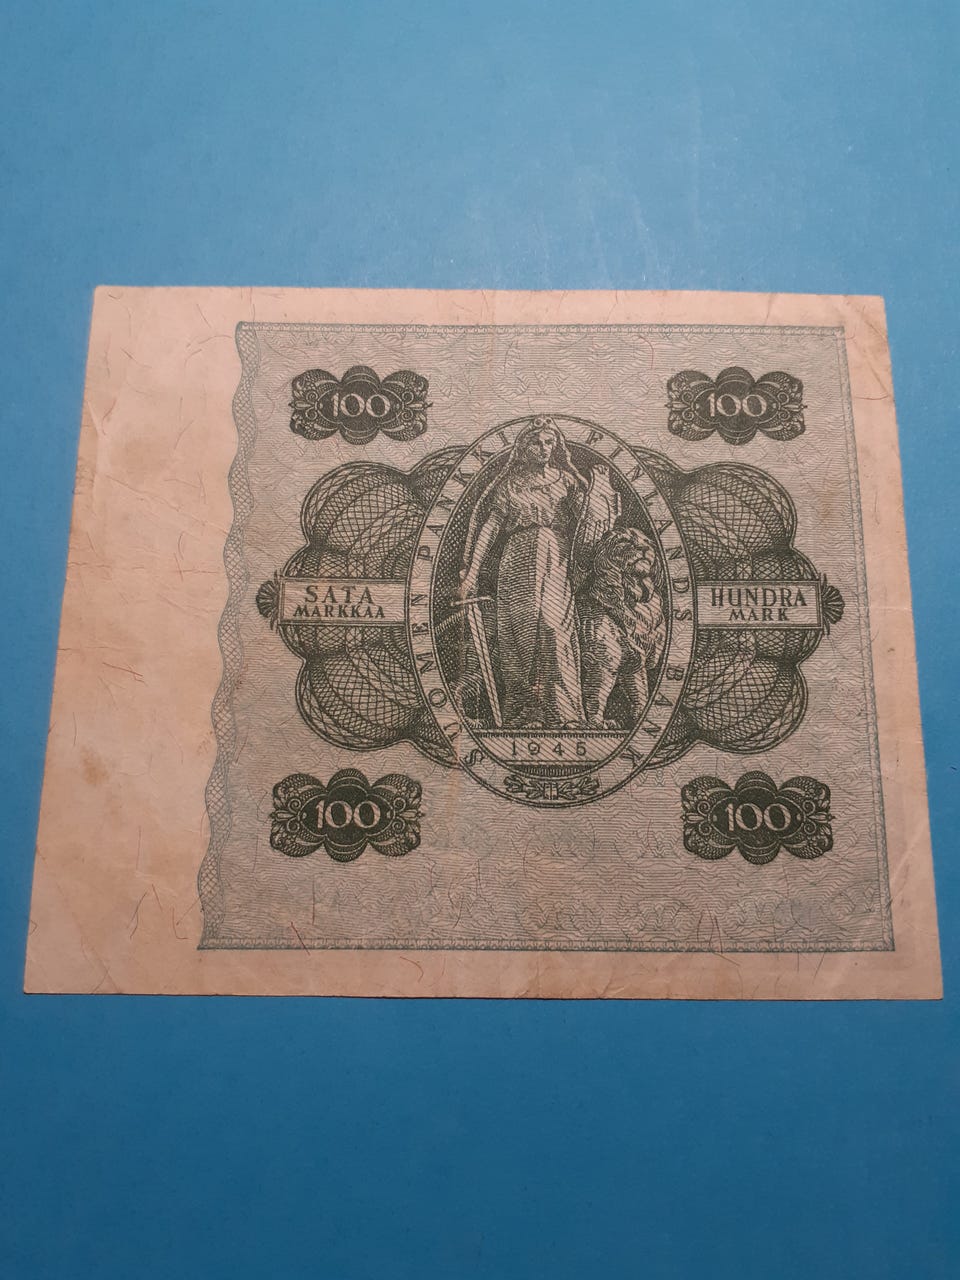 100
100
SUOMEN PANKKI
FINLANDS BANK
SATA
MARKKAA
HUNDRA
MARK
1945
100
100